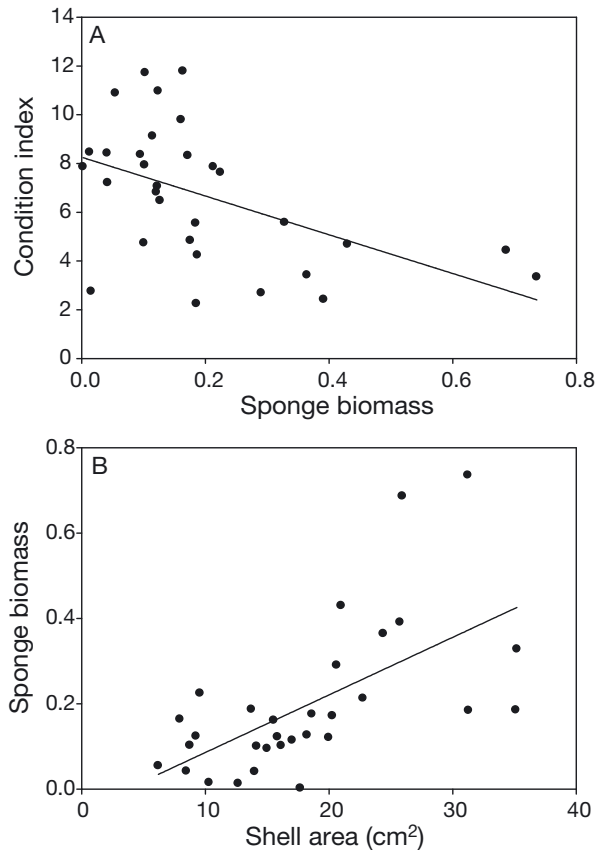 A
14
12
10
8
6
4
2
0
Condition index
0.0 0.2 0.4 0.6 0.8
Sponge biomass
B
0.8
0.6
0.4
0.2
0.0
Sponge biomass
0 10 20 30 40
Shell area (cm²)